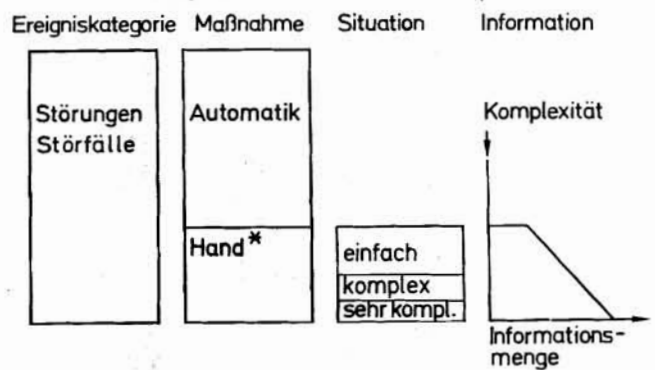 Ereigniskategorie Maßnahme Situation Information
Störungen
Störfälle
Automatik
Komplexität
Hand*
einfach
komplex
sehr kompl.
Informations-
menge